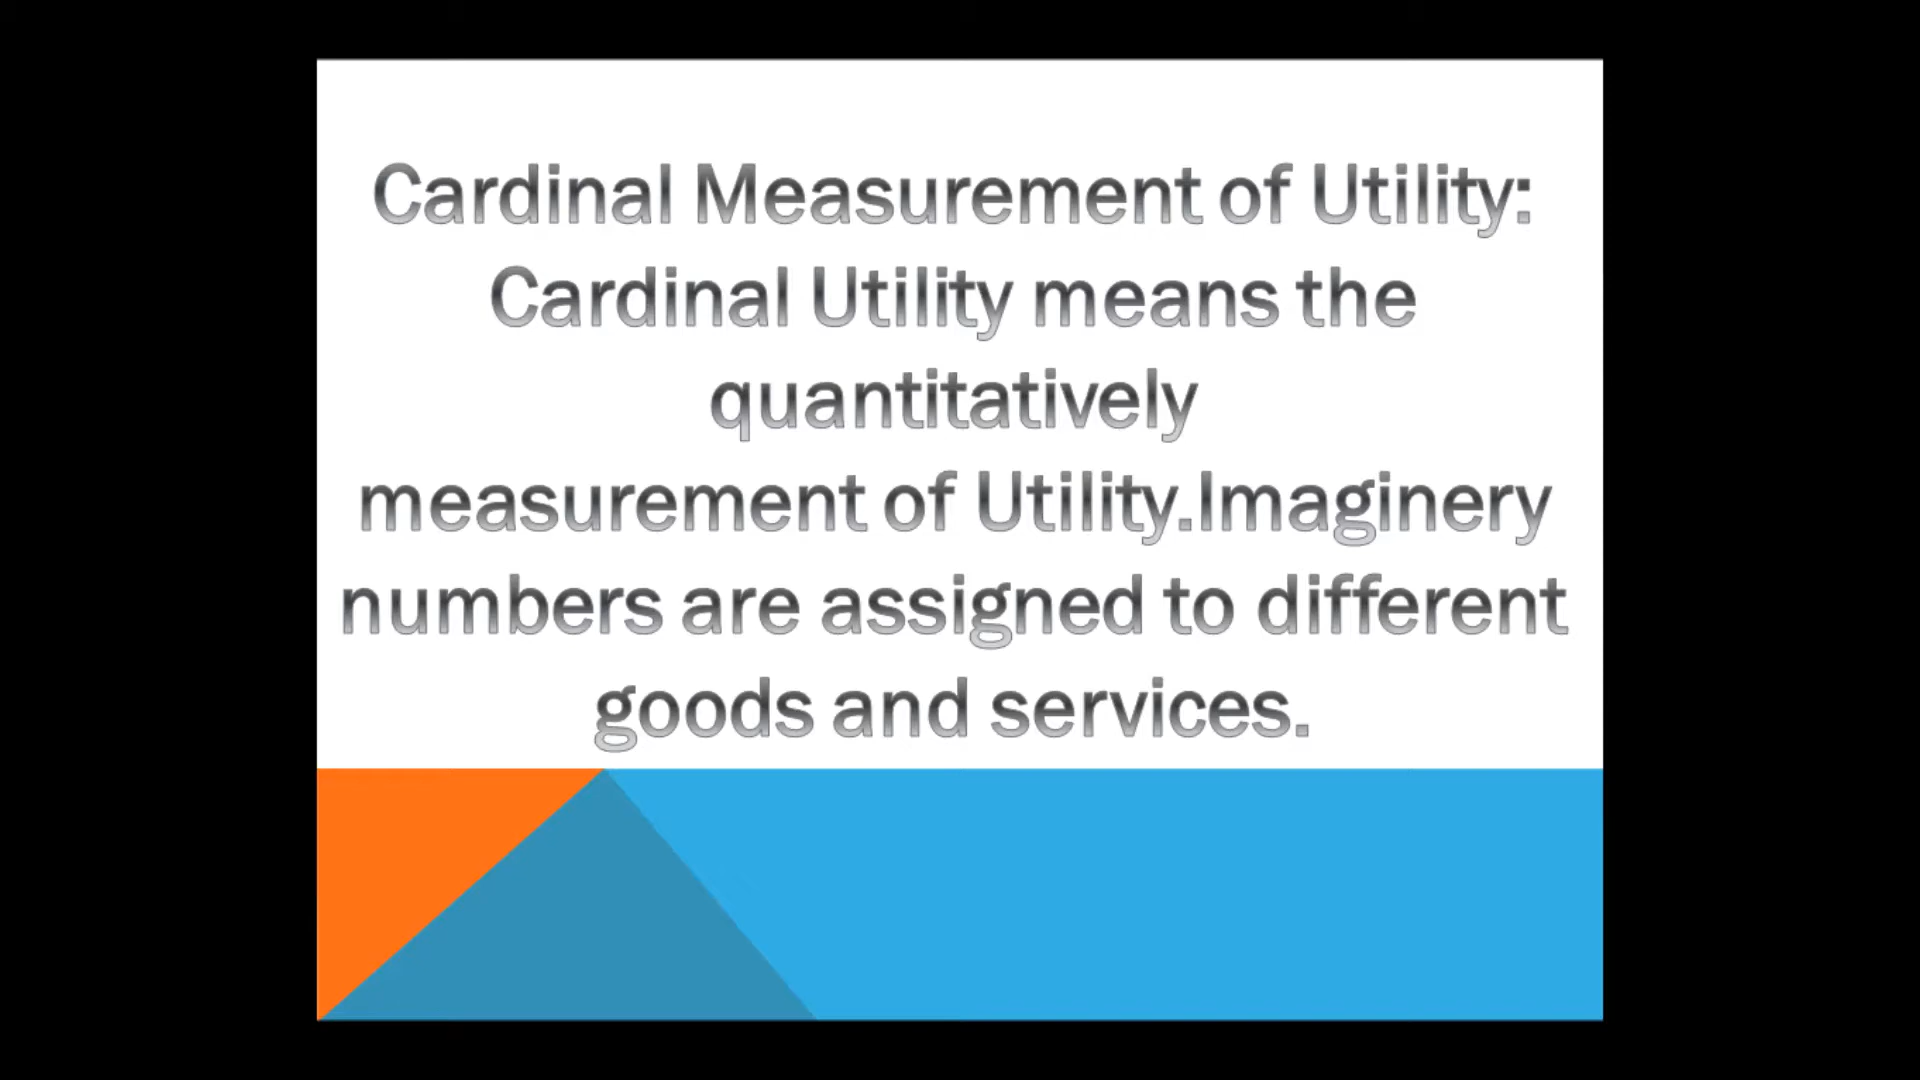 Cardinal Measurement of Utility:
Cardinal Utility means the
quantitatively
measurement of Utility.Imaginery
numbers are assigned to different
goods and services.